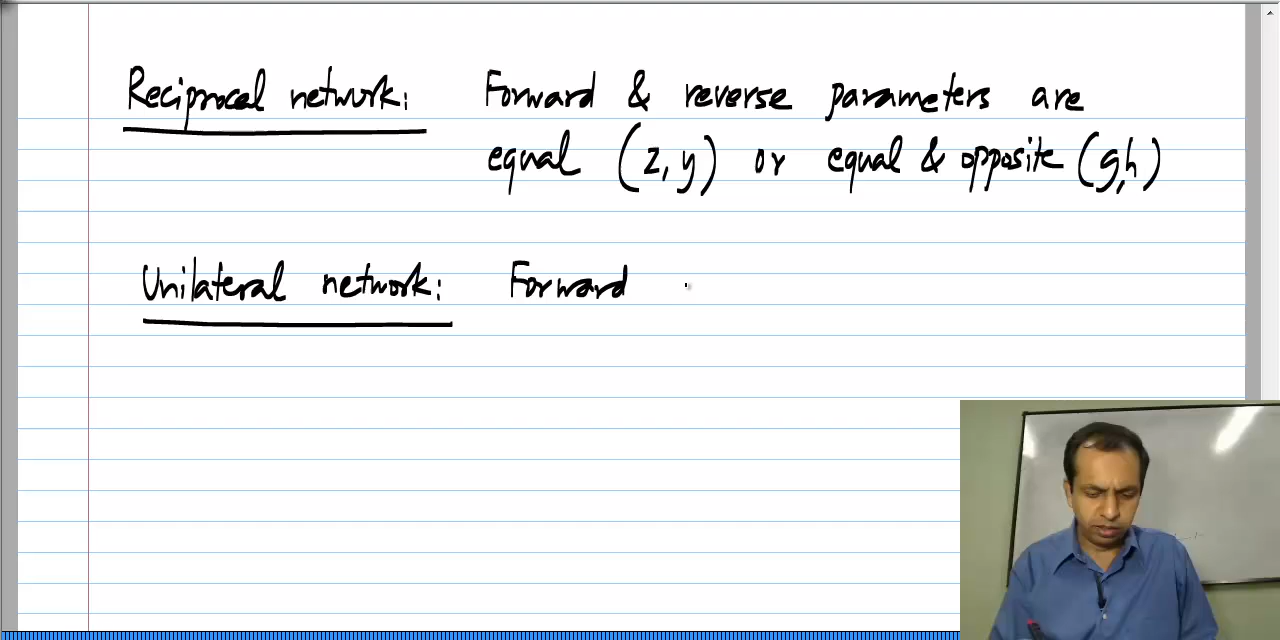 Reciprocal network: Forward & reverse parameters are
equal (z, y) or equal & opposite (g,h)
Unilateral network: Forward